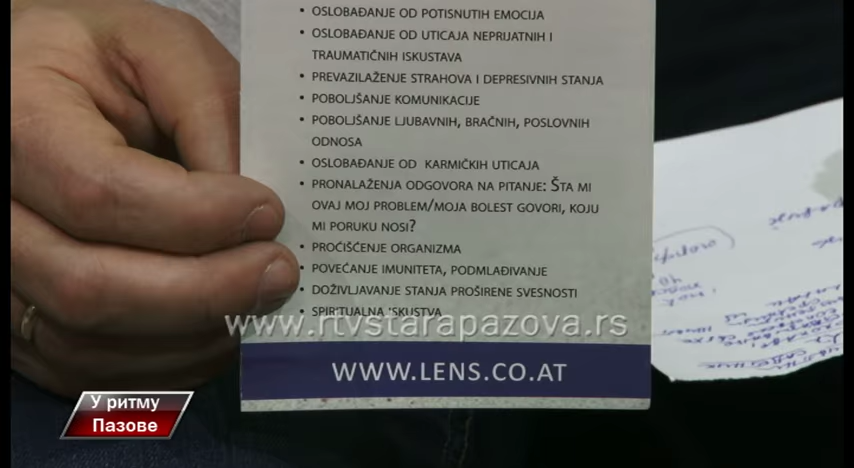 • OSLOBAĐANJE OD POTISNUTIH EMOCIJA
• OSLOBAĐANJE OD UTICAJA NEPRIJATNIH I
TRAUMATIČNIH ISKUSTAVA
• PREVAZILAŽENJE STRAHOVA I DEPRESIVNIH STANJA
• POBOLJŠANJE KOMUNIKACIJE
• POBOLJŠANJE LJUBAVNIH, BRAČNIH, POSLOVNIH
ODNOSA
• OSLOBAĐANJE OD KARMIČKIH UTICAJA
• PRONALAŽENJA ODGOVORA NA PITANJE: ŠTA MI
OVAJ MOJ PROBLEM/MOJA BOLEST GOVORI, KOJU
MI PORUKU NOSI?
• PROČIŠĆENJE ORGANIZMA
• POVEĆANJE IMUNITETA, PODMLAĐIVANJE
• DOŽIVLJAVANJE STANJA PROŠIRENE SVESNOSTI
• SPIRITUALNA ISKUSTVA
www.rtvstarapazova.rs
WWW.LENS.CO.AT
У ритму
Пазове